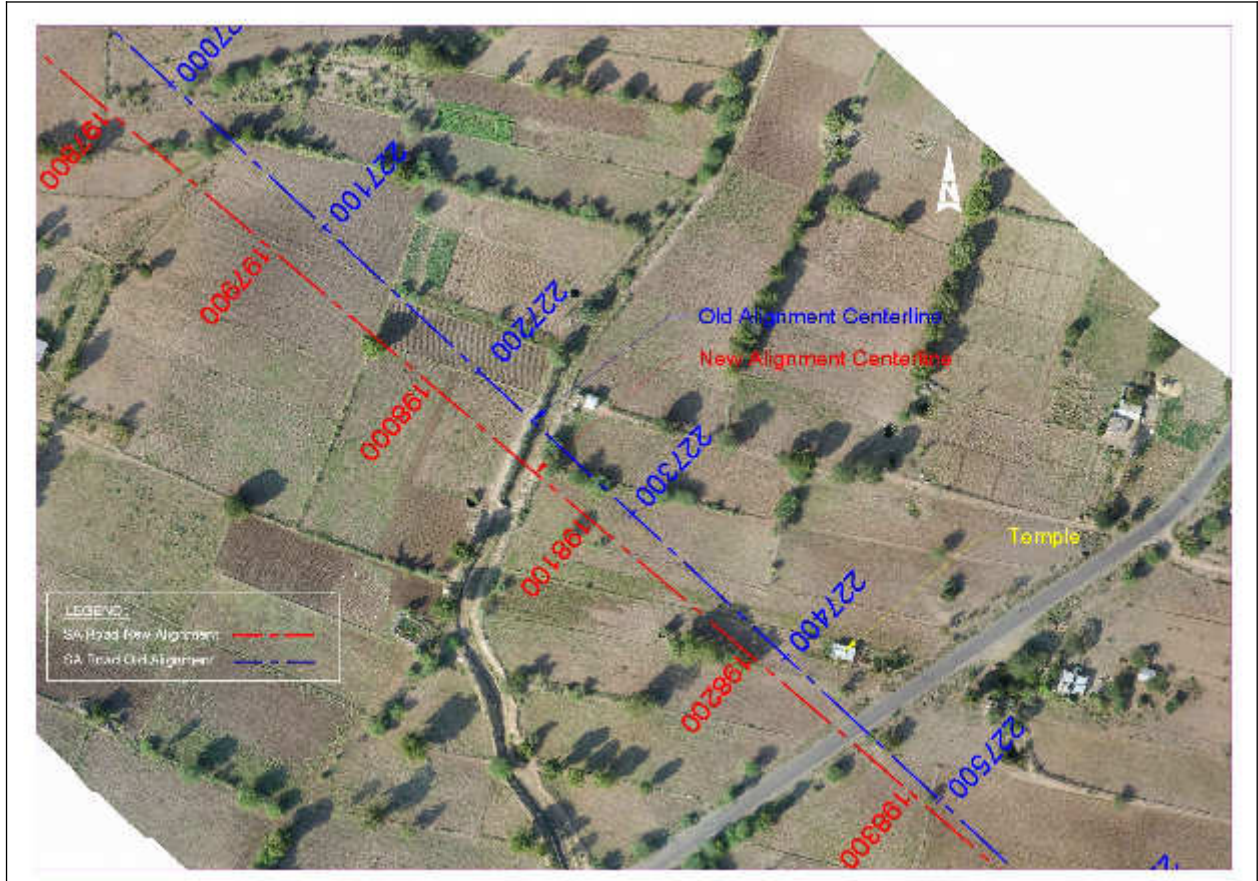 227000
197800
227100
N
197900
227200
Old Alignment Centerline
New Alignment Centerline
198000
227300
198100
Temple
227400
LEGEND:
SA Road New Alignment
SA Road Old Alignment
198200
227500
198300